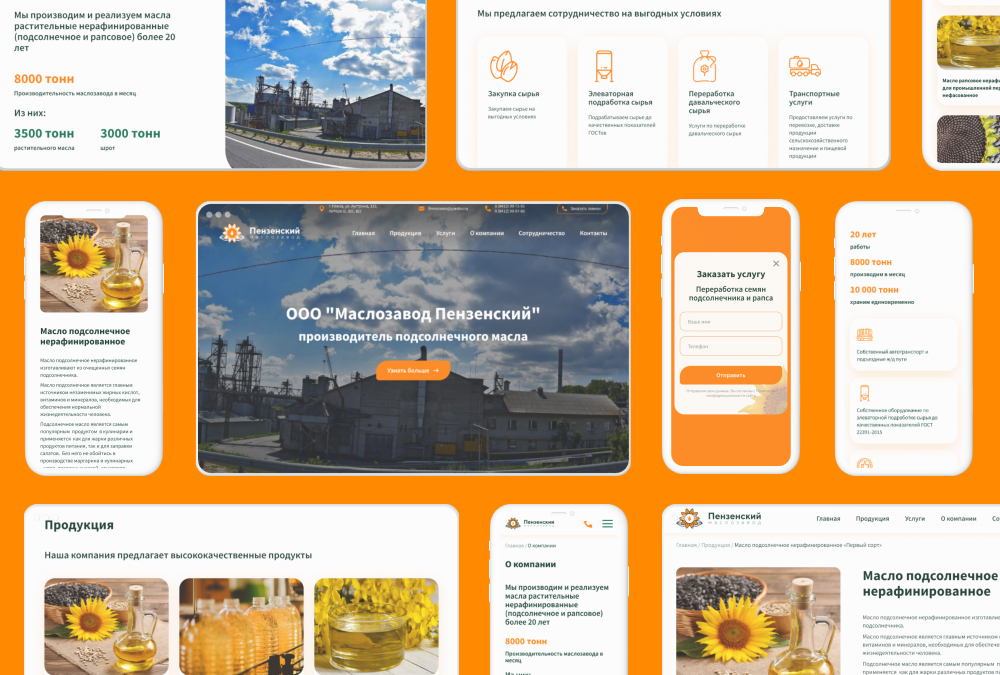 Мы производим и реализуем масла
растительные нерафинированные
(подсолнечное и рапсовое) более 20
лет
8000 тонн
Производительность маслозавода в месяц
Из них:
3500 тонн
3000 тонн
растительного масла
шрот
Мы предлагаем сотрудничество на выгодных условиях
Закупка сырья
Закупаем сырье на
выгодных условиях
Элеваторная
подработка сырья
Подрабатываем сырье до
качественных показателей
ГОСТов
Переработка
давальческого
сырья
Услуги по переработке
давальческого сырья
Транспортные
услуги
Предоставляем услуги по
перевозке, доставке
продукции
сельскохозяйственного
назначение и пищевой
продукции
Масло рапсовое нераф
для промышленной пер
нефасованное
Масло подсолнечное
нерафинированное
Масло подсолнечное нерафинированное
изготавливают из очищенных семян
подсолнечника.
Масло подсолнечное является главным
источником незаменимых жирных кислот,
витаминов и минералов, необходимых для
обеспечения нормальной
жизнедеятельности человека.
Подсолнечное масло является самым
популярным продуктом в кулинарии и
применяется как для жарки различных
продуктов питания, так и для заправки
салатов. Без него не обойтись в
производстве маргарина и кулинарных
Заказать звонок
Пензенский
МАСЛОЗАВОД
Главная
Продукция
Услуги
О компании
Сотрудничество
Контакты
ООО "Маслозавод Пензенский"
производитель подсолнечного масла
Узнать больше →
Заказать услугу
Переработка семян
подсолнечника и рапса
Ваше имя
Телефон
Отправить
20 лет
работы
8000 тонн
производим в месяц
10 000 тонн
храним единовременно
Собственный автотранспорт и
подъездные ж/д пути
Собственное оборудование по
элеваторной подработке сырья до
качественных показателей ГОСТ
22391-2015
Продукция
Наша компания предлагает высококачественные продукты
Пензенский
Главная / О компании
О компании
Мы производим и реализуем
масла растительные
нерафинированные
(подсолнечное и рапсовое)
более 20 лет
8000 тонн
Производительность маслозавода в
месяц
Из них:
Пензенский
МАСЛОЗАВОД
Главная
Продукция
Услуги
О компании
Со
Главная / Продукция / Масло подсолнечное нерафинированное «Первый сорт»
Масло подсолнечное
нерафинированное
Масло подсолнечное нерафинированное изготавлив
подсолнечника.
Масло подсолнечное является главным источником
витаминов и минералов, необходимых для обеспече
жизнедеятельности человека.
Подсолнечное масло является самым популярным п
применяется как для жарки различных продуктов п